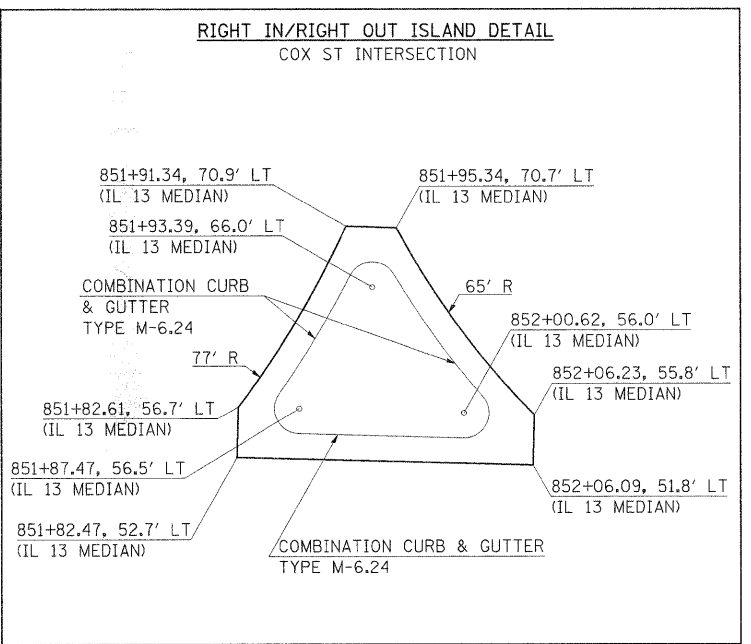 RIGHT IN/RIGHT OUT ISLAND DETAIL
COX ST INTERSECTION
851+91.34, 70.9' LT
(IL 13 MEDIAN)
851+95.34, 70.7' LT
(IL 13 MEDIAN)
851+93.39, 66.0' LT
(IL 13 MEDIAN)
COMBINATION CURB
& GUTTER
TYPE M-6.24
65' R
852+00.62, 56.0' LT
(IL 13 MEDIAN)
77' R
852+06.23, 55.8' LT
(IL 13 MEDIAN)
851+82.61, 56.7' LT
(IL 13 MEDIAN)
851+87.47, 56.5' LT
(IL 13 MEDIAN)
852+06.09, 51.8' LT
(IL 13 MEDIAN)
851+82.47, 52.7' LT
(IL 13 MEDIAN)
COMBINATION CURB & GUTTER
TYPE M-6.24